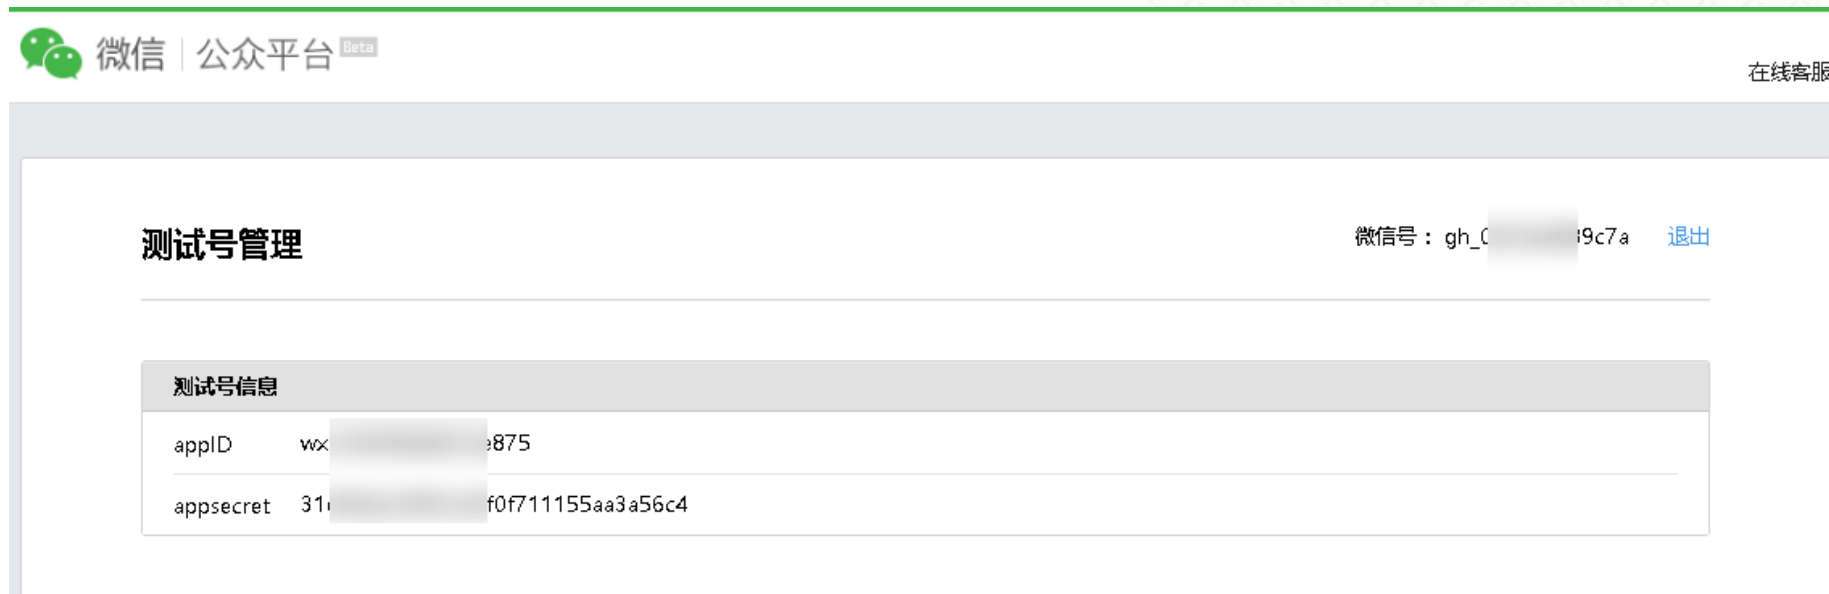 微信 | 公众平台 Beta
在线客服
测试号管理
微信号： gh_ 9c7a 退出
测试号信息
appID wx 875
appsecret 31 f0f711155aa3a56c4